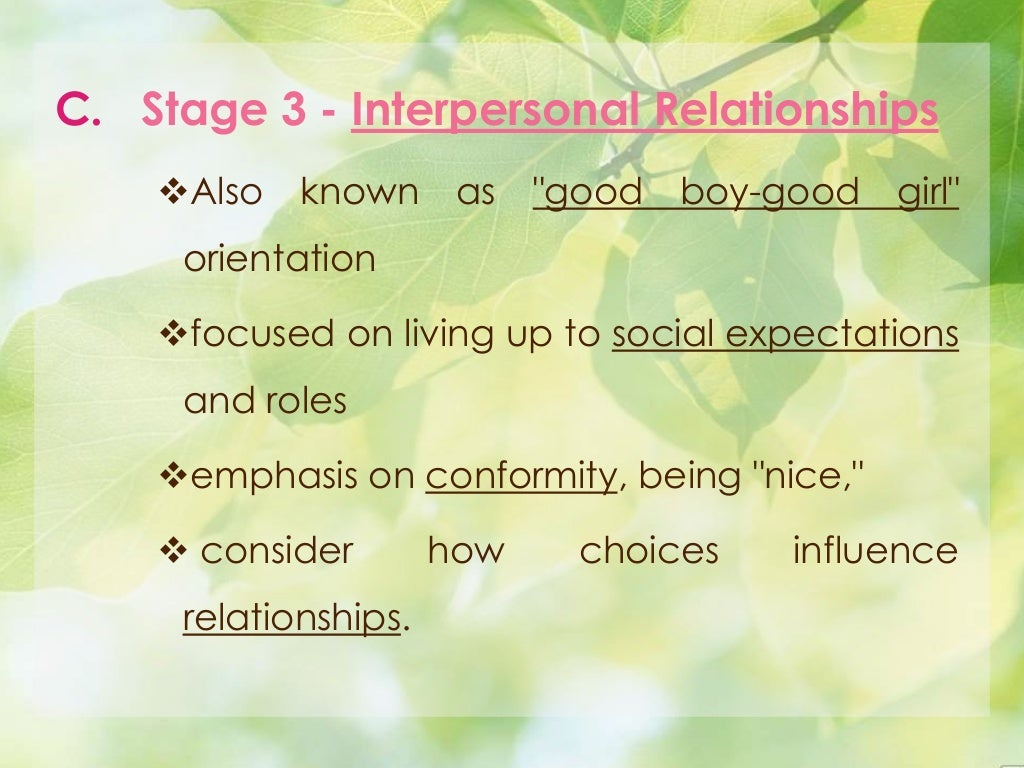 C. Stage 3 - Interpersonal Relationships
❖Also known as "good boy-good girl"
orientation
❖focused on living up to social expectations
and roles
❖emphasis on conformity, being "nice,"
❖ consider how choices influence
relationships.